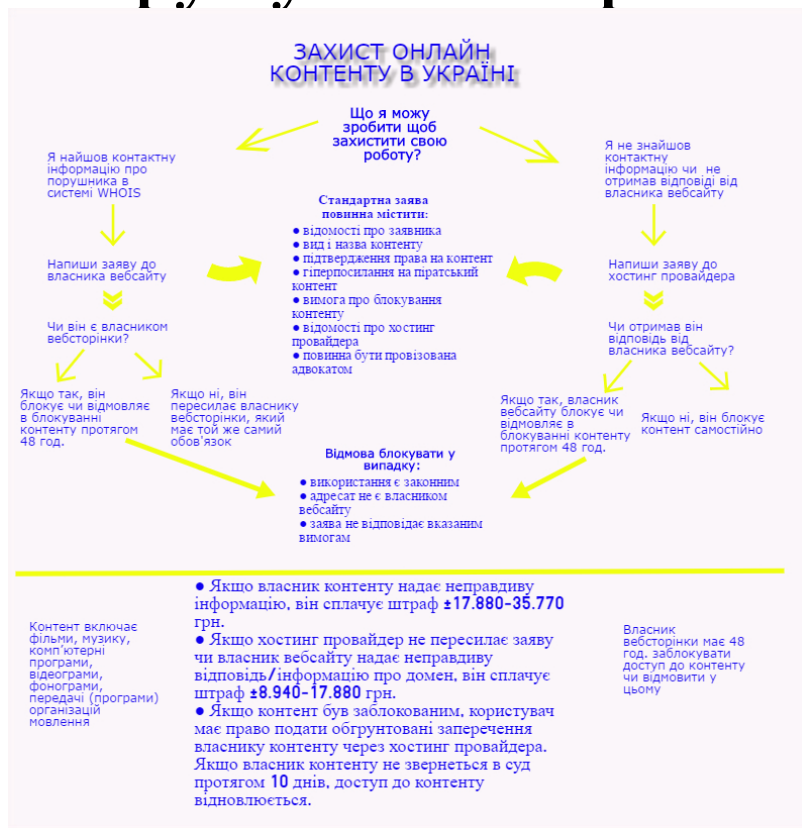 ЗАХИСТ ОНЛАЙН
КОНТЕНТУ В УКРАЇНІ
Що я можу
зробити щоб
захистити свою
роботу?
Я найшов контактну
інформацію про
порушника в
системі WHOIS
Я не знайшов
контактну
інформацію чи не
отримав відповіді від
власника вебсайту
Стандартна заява
повинна містити:
● відомості про заявника
● вид і назва контенту
● підтвердження права на контент
● гіперпосилання на піратський
контент
● вимога про блокування
контенту
● відомості про хостинг
провайдера
● повинна бути провізована
адвокатом
Напиши заяву до
власника вебсайту
Напиши заяву до
хостинг провайдера
Чи він є власником
вебсторінки?
Чи отримав він
відповідь від
власника вебсайту?
Якщо так, він
блокує чи відмовляє
в блокуванні
контенту протягом
48 год.
Якщо ні, він
пересилає власнику
вебсторінки, який
має той же самий
обов'язок
Якщо так, власник
вебсайту блокує чи
відмовляє в
блокуванні контенту
протягом 48 год.
Якщо ні, він блокує
контент самостійно
Відмова блокувати у
випадку:
● використання є законним
● адресат не є власником
вебсайту
● заява не відповідає вказаним
вимогам
Контент включає
фільми, музику,
комп'ютерні
програми,
відеограми,
фонограми,
передачі (програми)
організацій
мовлення
● Якщо власник контенту надає неправдиву
інформацію, він сплачує штраф ±17.880-35.770
грн.
● Якщо хостинг провайдер не пересилає заяву
чи власник вебсайту надає неправдиву
відповідь/інформацію про домен, він сплачує
штраф ±8.940-17.880 грн.
● Якщо контент був заблокованим, користувач
має право подати обгрунтовані заперечення
власнику контенту через хостинг провайдера.
Якщо власник контенту не звернеться в суд
протягом 10 днів, доступ до контенту
відновлюється.
Власник
вебсторінки має 48
год. заблокувати
доступ до контенту
чи відмовити у
цьому